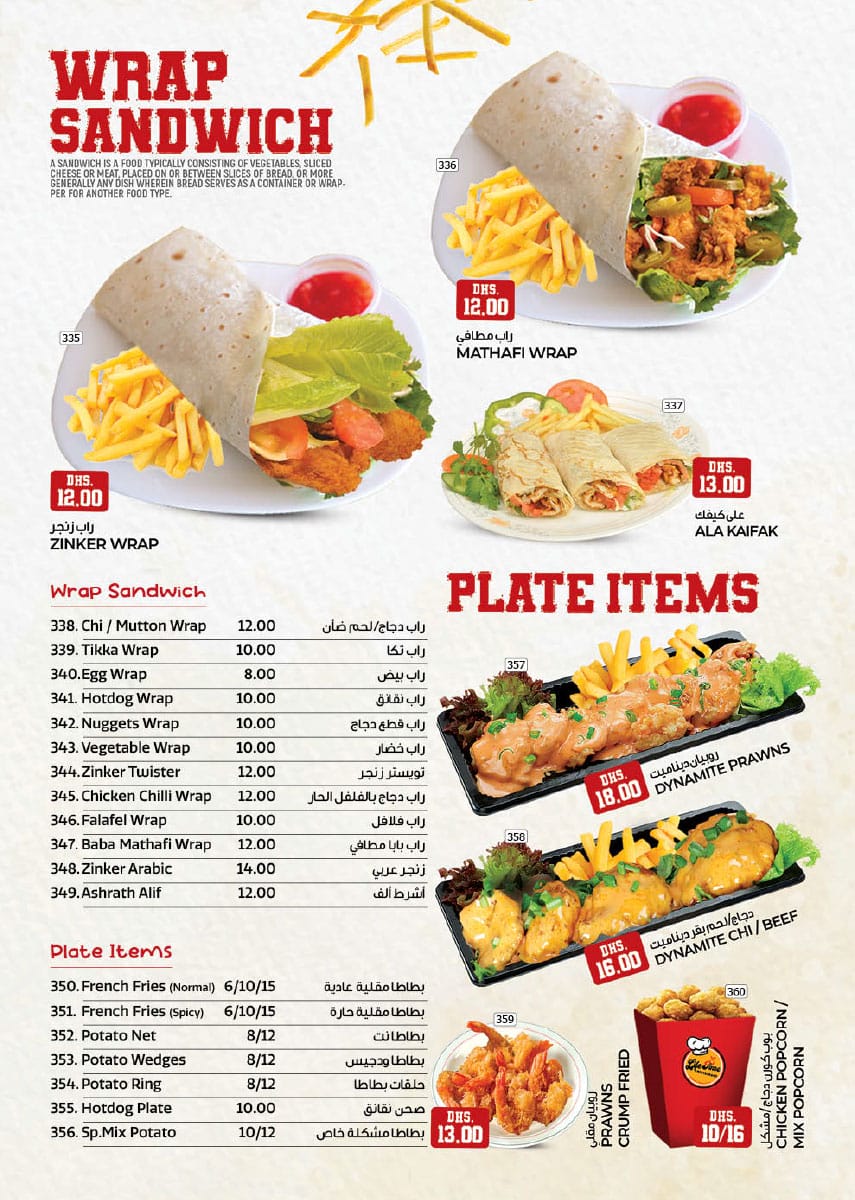 WRAP
SANDWICH
A SANDWICH IS A FOOD TYPICALLY CONSISTING OF VEGETABLES, SLICED
CHEESE OR MEAT, PLACED ON OR BETWEEN SLICES OF BREAD, OR MORE
GENERALLY ANY DISH WHEREIN BREAD SERVES AS A CONTAINER OR WRAP-
PER FOR ANOTHER FOOD TYPE.
336
DHS.
12.00
راب مطافي
MATHAFI WRAP
335
DHS.
12.00
راب زنجر
ZINKER WRAP
337
DHS.
13.00
على كيفك
ALA KAIFAK
Wrap Sandwich
338. Chi / Mutton Wrap 12.00 راب دجاج/لحم ضأن
339. Tikka Wrap 10.00 راب تكا
340. Egg Wrap 8.00 راب بيض
341. Hotdog Wrap 10.00 راب نقانق
342. Nuggets Wrap 10.00 راب قطع دجاج
343. Vegetable Wrap 10.00 راب خضار
344. Zinker Twister 12.00 تويستر زنجر
345. Chicken Chilli Wrap 12.00 راب دجاج بالفلفل الحار
346. Falafel Wrap 10.00 راب فلافل
347. Baba Mathafi Wrap 12.00 راب بابا مطافي
348. Zinker Arabic 14.00 زنجر عربي
349. Ashrath Alif 12.00 أشرط ألف
Plate Items
350. French Fries (Normal) 6/10/15 بطاطا مقلية عادية
351. French Fries (Spicy) 6/10/15 بطاطا مقلية حارة
352. Potato Net 8/12 بطاطا نت
353. Potato Wedges 8/12 بطاطا ودجيس
354. Potato Ring 8/12 حلقات بطاطا
355. Hotdog Plate 10.00 صحن نقانق
356. Sp.Mix Potato 10/12 بطاطا مشكلة خاص
PLATE ITEMS
357
DHS.
18.00
روبيان ديناميت
DYNAMITE PRAWNS
358
DHS.
16.00
دجاج/لحم بقر ديناميت
DYNAMITE CHI / BEEF
359
DHS.
13.00
روبيان مقلي
PRAWNS
CRUMP FRIED
360
DHS.
10/16
بوب كورن دجاج/مشكل
CHICKEN POPCORN /
MIX POPCORN